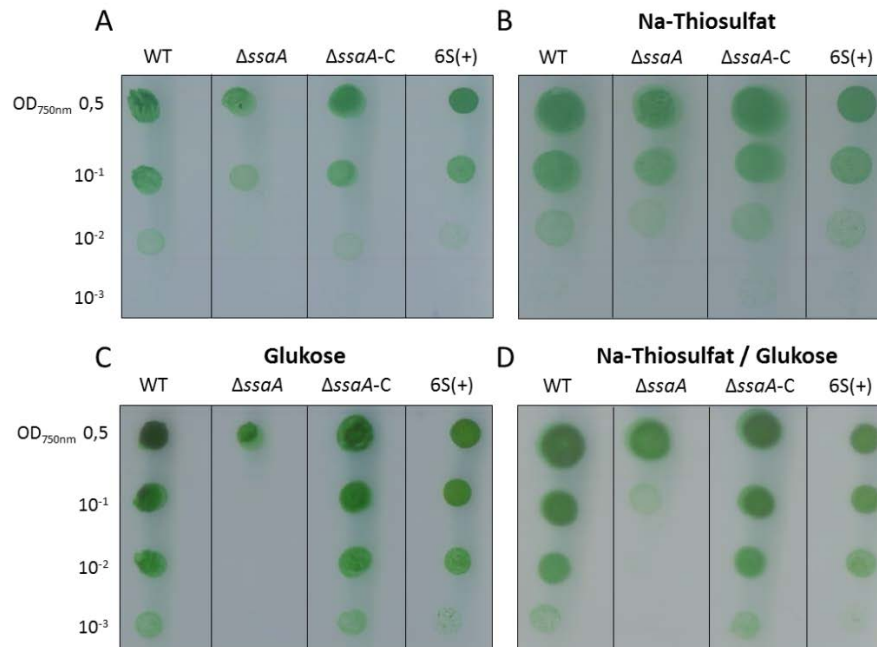 A
WT ΔssaA ΔssaA-C 6S(+)
OD750nm 0,5
10-1
10-2
10-3
B Na-Thiosulfat
WT ΔssaA ΔssaA-C 6S(+)
C Glukose
WT ΔssaA ΔssaA-C 6S(+)
OD750nm 0,5
10-1
10-2
10-3
D Na-Thiosulfat / Glukose
WT ΔssaA ΔssaA-C 6S(+)